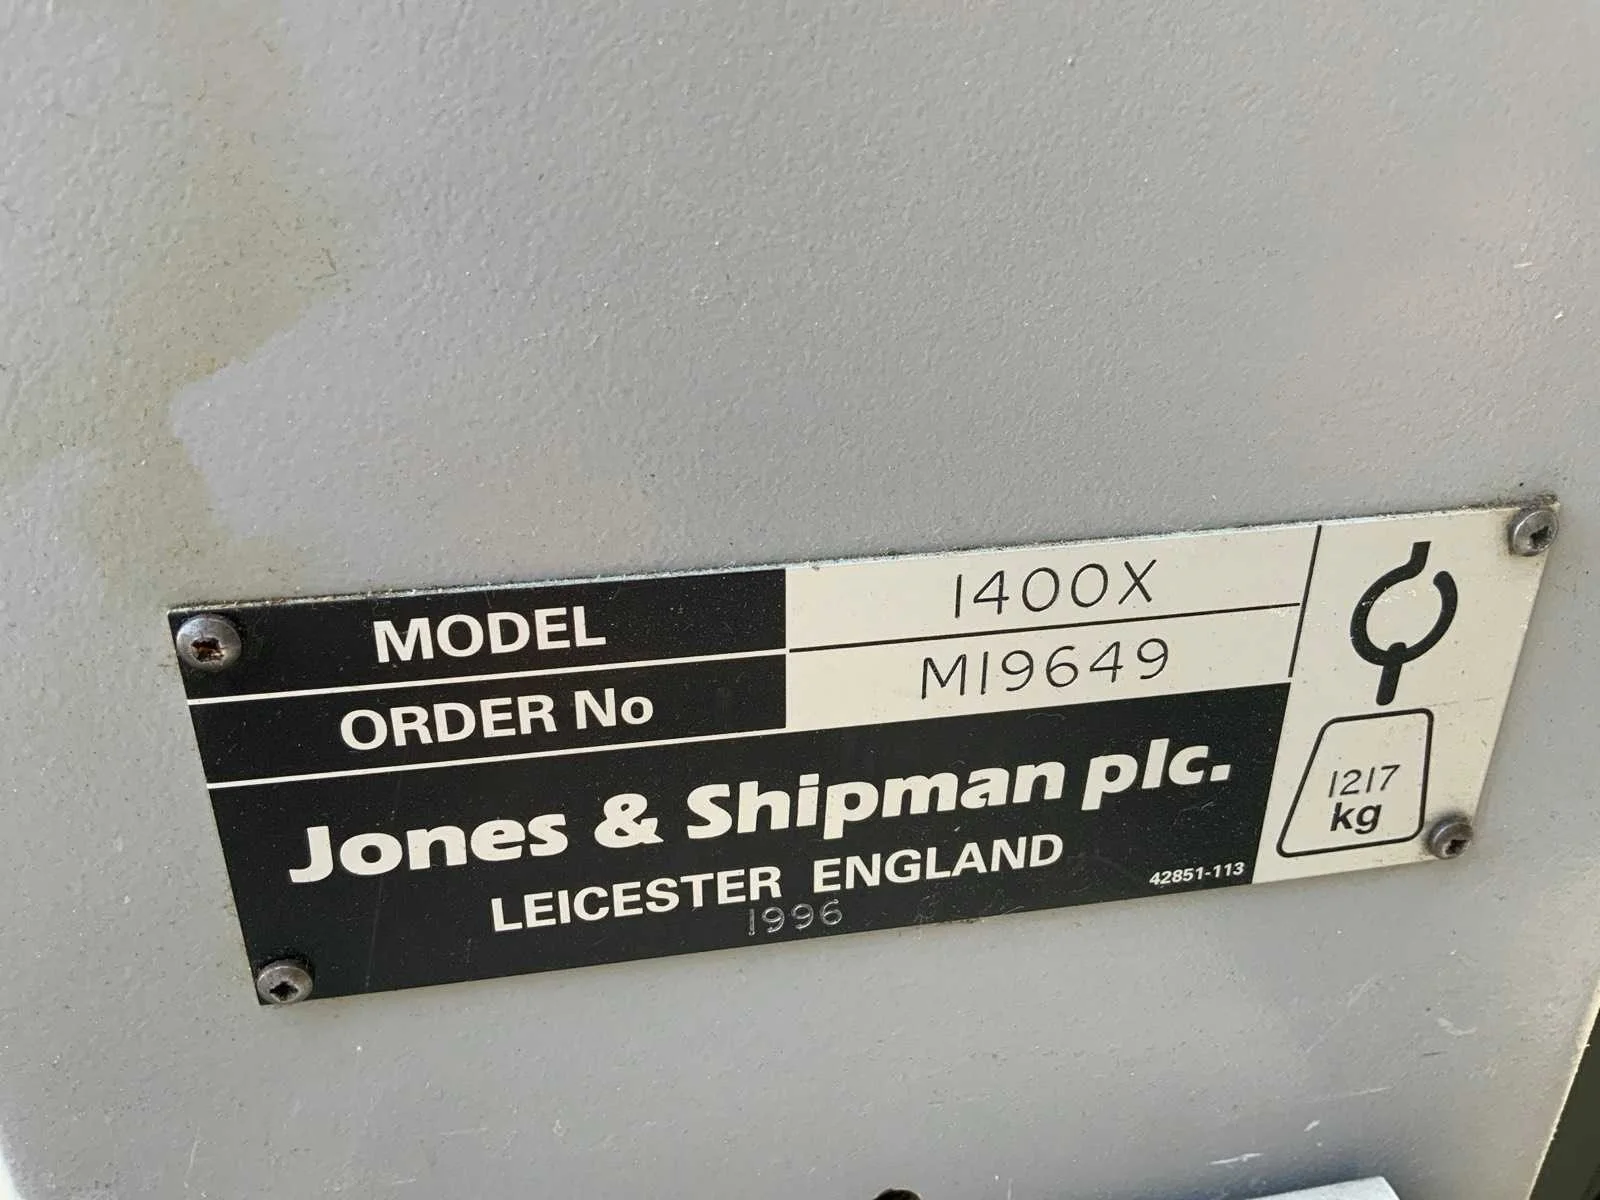 MODEL 1400X
ORDER No M19649
Jones & Shipman plc.
LEICESTER ENGLAND
1996
42851-113
1217
kg